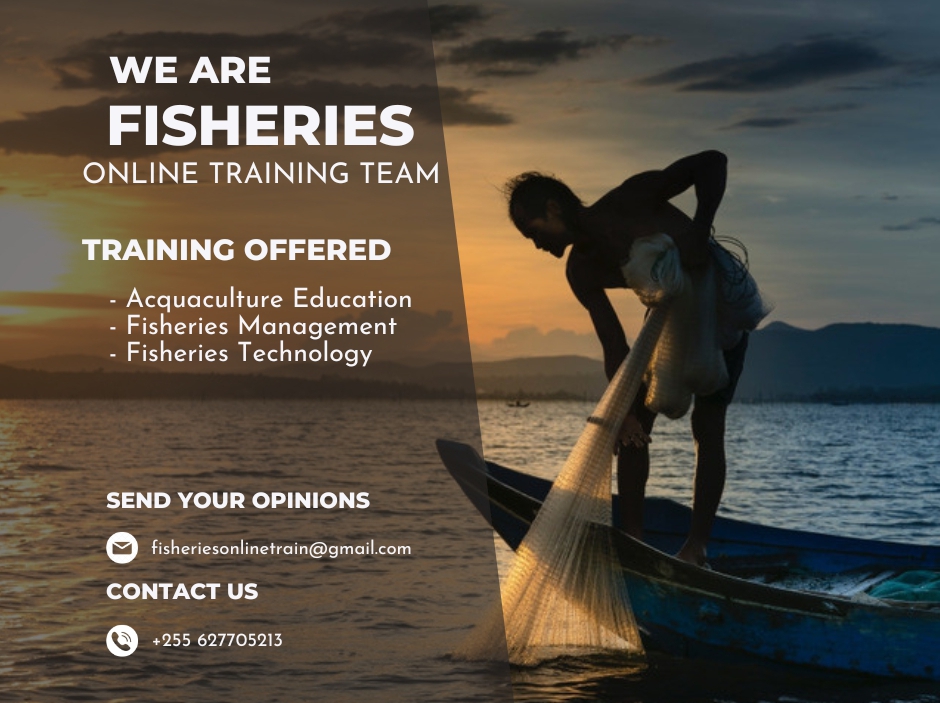 WE ARE
FISHERIES
ONLINE TRAINING TEAM
TRAINING OFFERED
- Acquaculture Education
- Fisheries Management
- Fisheries Technology
SEND YOUR OPINIONS
fisheriesonlinetrain@gmail.com
CONTACT US
+255 627705213